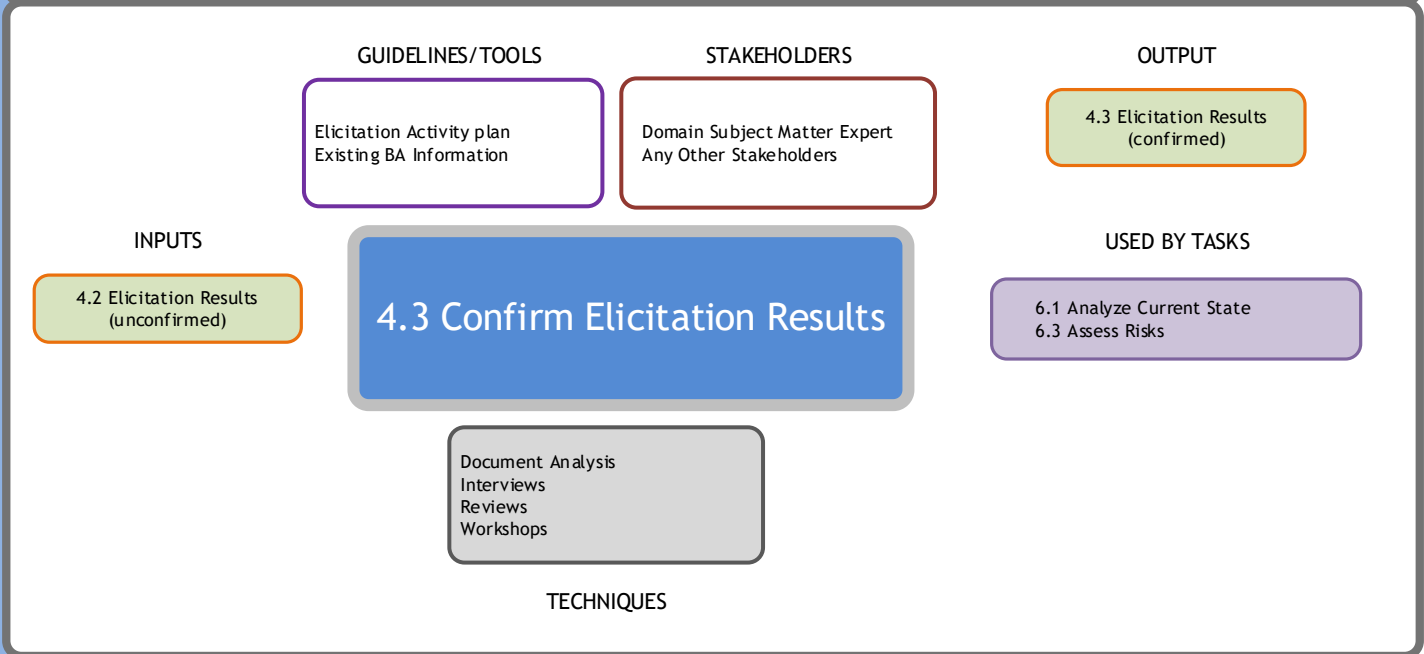 GUIDELINES/TOOLS
STAKEHOLDERS
OUTPUT
Elicitation Activity plan
Existing BA Information
Domain Subject Matter Expert
Any Other Stakeholders
4.3 Elicitation Results
(confirmed)
INPUTS
USED BY TASKS
4.2 Elicitation Results
(unconfirmed)
4.3 Confirm Elicitation Results
6.1 Analyze Current State
6.3 Assess Risks
Document Analysis
Interviews
Reviews
Workshops
TECHNIQUES